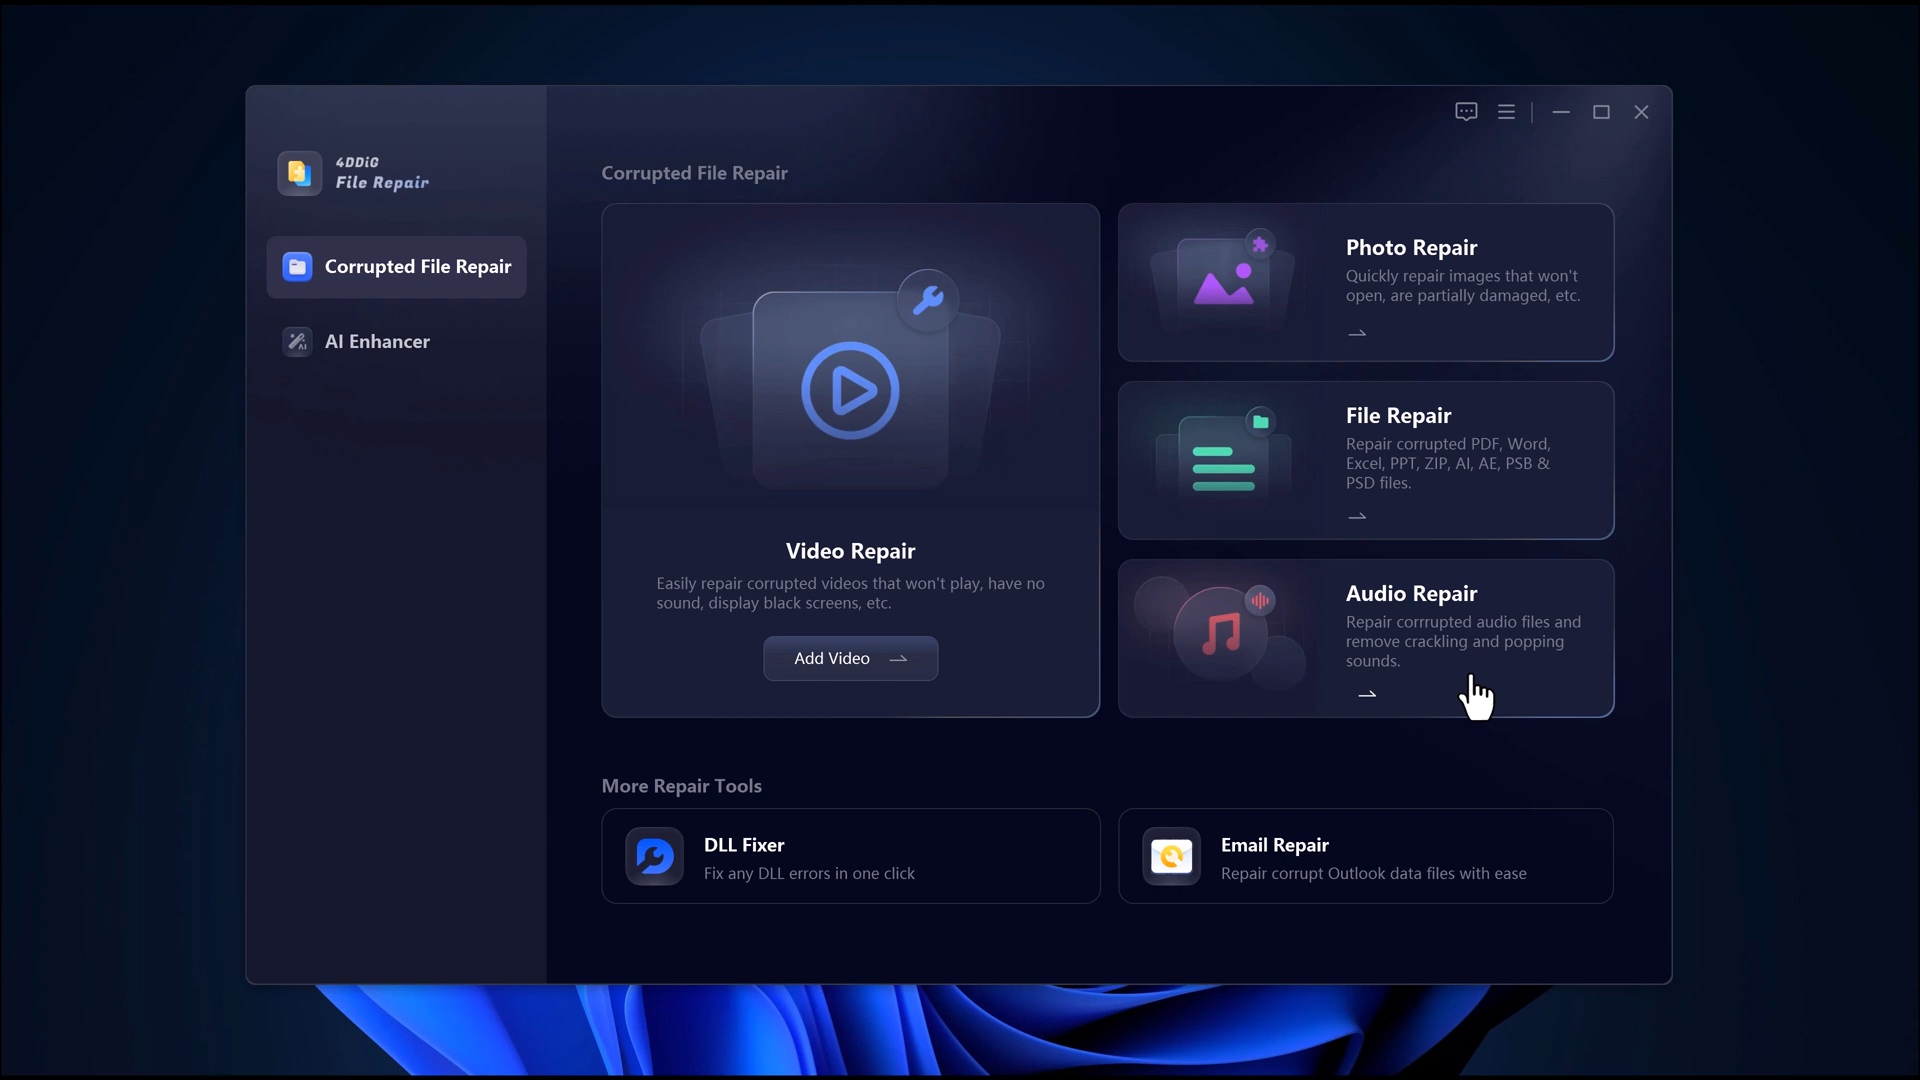 4DDiG
File Repair
Corrupted File Repair
AI Enhancer
AI
Corrupted File Repair
Video Repair
Easily repair corrupted videos that won't play, have no
sound, display black screens, etc.
Add Video
Photo Repair
Quickly repair images that won't
open, are partially damaged, etc.
File Repair
Repair corrupted PDF, Word,
Excel, PPT, ZIP, AI, AE, PSB &
PSD files.
Audio Repair
Repair corrrupted audio files and
remove crackling and popping
sounds.
More Repair Tools
DLL Fixer
Fix any DLL errors in one click
Email Repair
Repair corrupt Outlook data files with ease